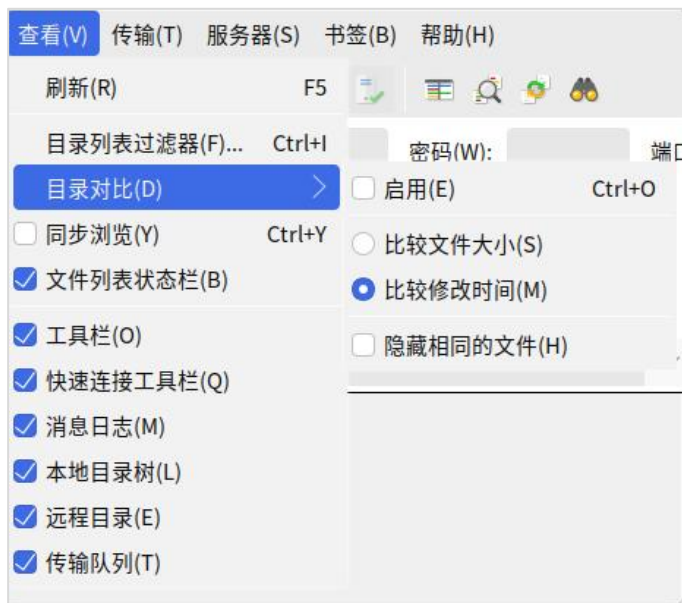 查看(V) 传输(T) 服务器(S) 书签(B) 帮助(H)
刷新(R) F5
目录列表过滤器(F)... Ctrl+I
密码(W): 端口
目录对比(D)
启用(E) Ctrl+O
同步浏览(Y) Ctrl+Y
比较文件大小(S)
文件列表状态栏(B)
比较修改时间(M)
工具栏(O)
隐藏相同的文件(H)
快速连接工具栏(Q)
消息日志(M)
本地目录树(L)
远程目录(E)
传输队列(T)